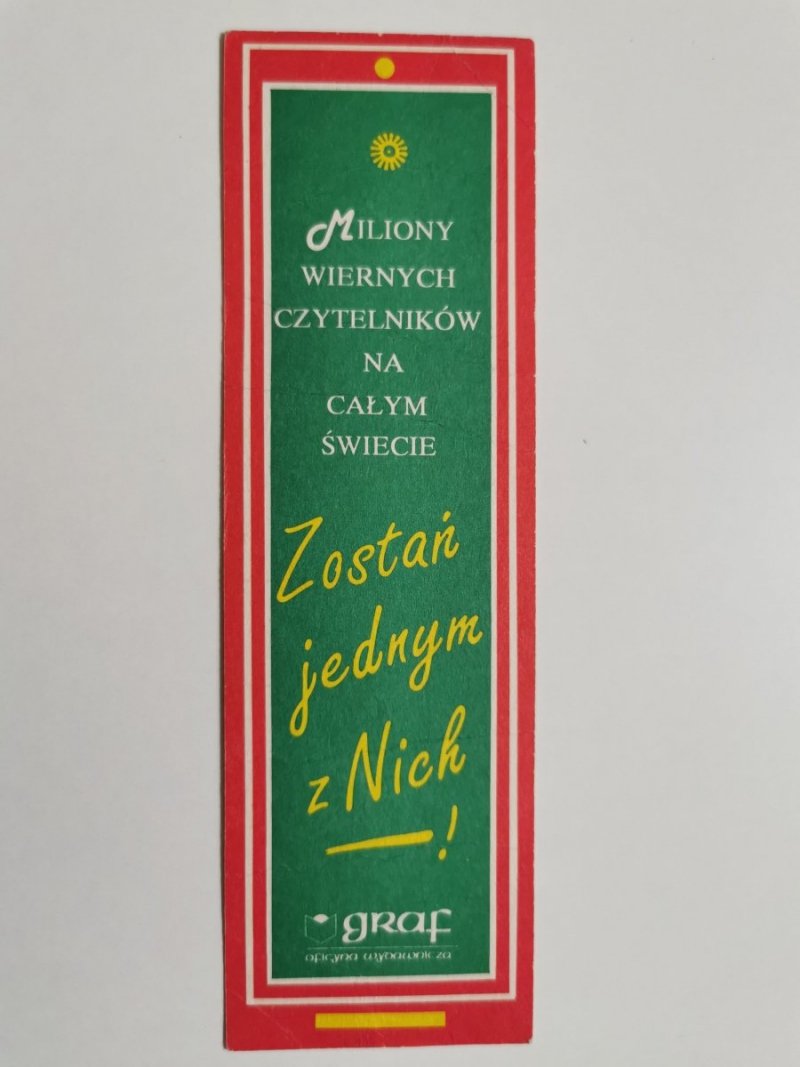 MILIONY
WIERNYCH
CZYTELNIKÓW
NA
CAŁYM
ŚWIECIE
Zostań
jednym
z Nich
!
graf
oficyna wydawnicza